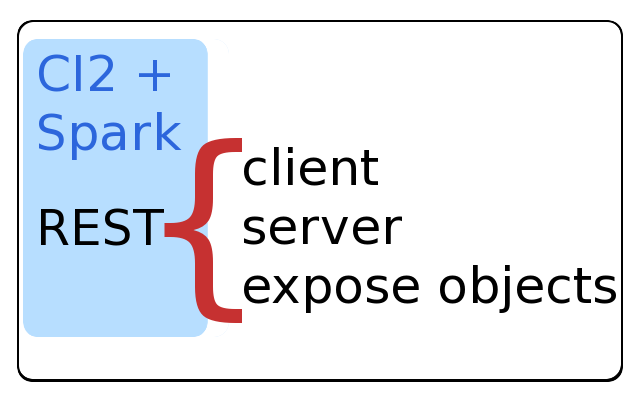 CI2 +
Spark
REST
client
server
expose objects